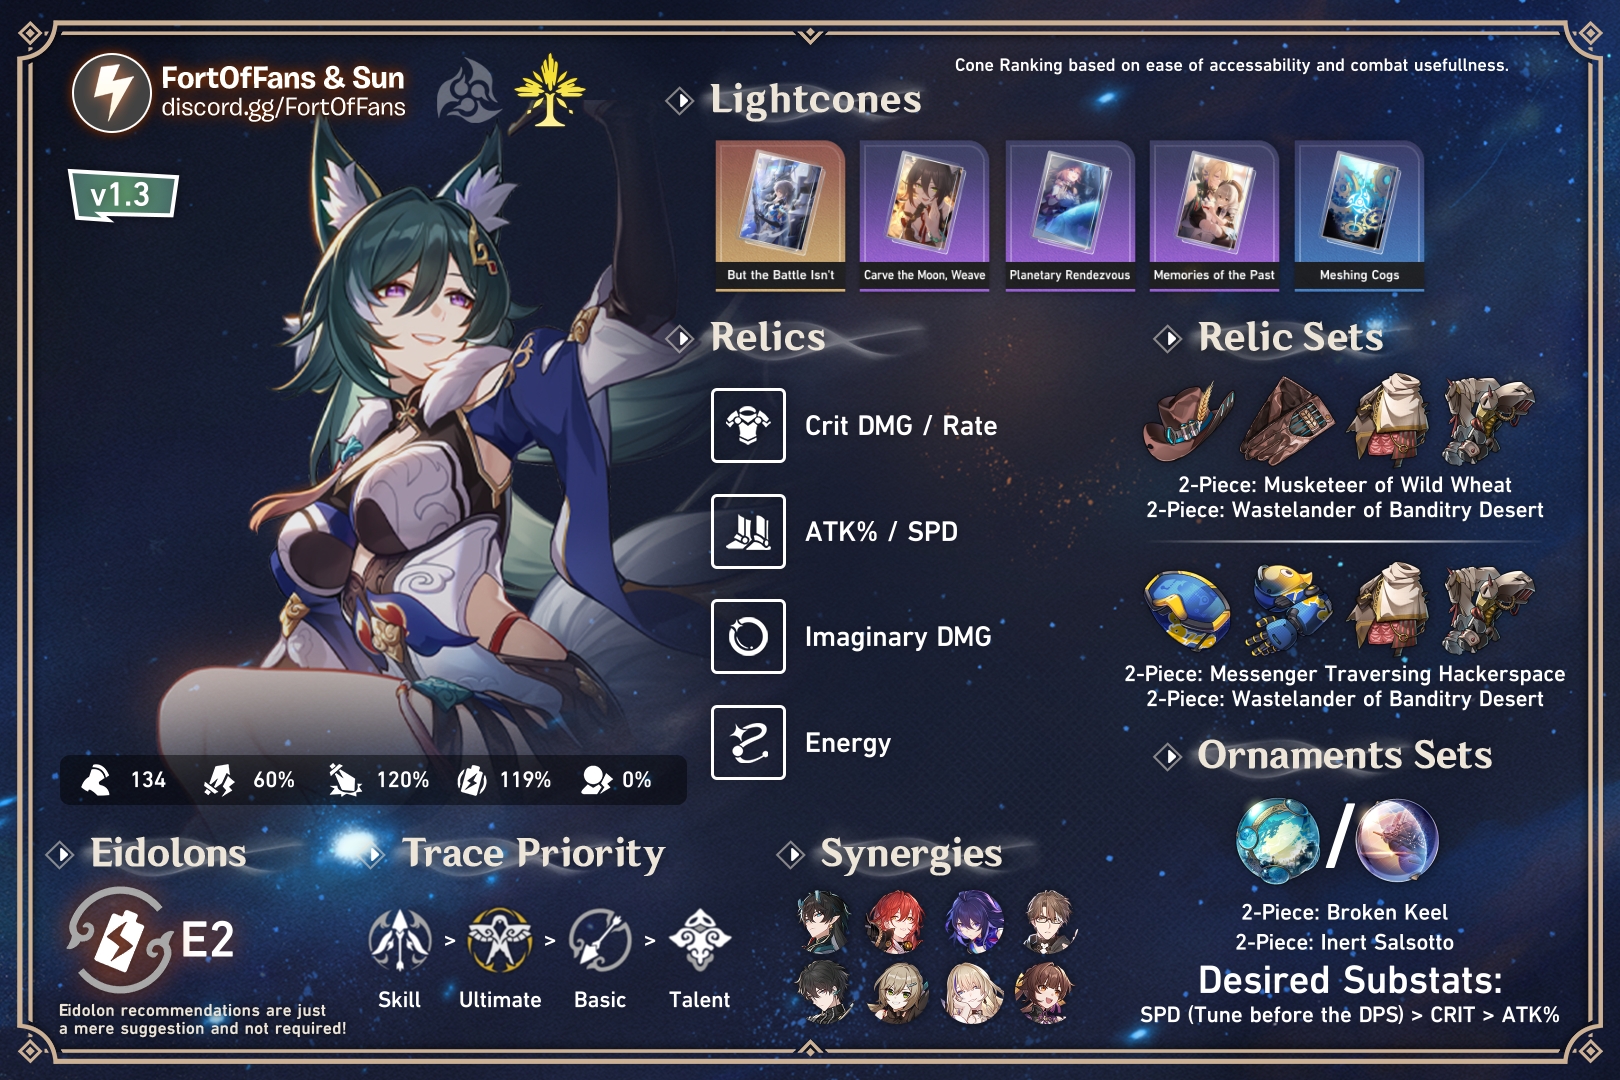 FortOfFans & Sun
discord.gg/FortOfFans
v1.3
Cone Ranking based on ease of accessability and combat usefullness.
Lightcones
But the Battle Isn't
Carve the Moon, Weave
Planetary Rendezvous
Memories of the Past
Meshing Cogs
Relics
Crit DMG / Rate
ATK% / SPD
Imaginary DMG
Energy
Relic Sets
2-Piece: Musketeer of Wild Wheat
2-Piece: Wastelander of Banditry Desert
2-Piece: Messenger Traversing Hackerspace
2-Piece: Wastelander of Banditry Desert
Ornaments Sets
2-Piece: Broken Keel
2-Piece: Inert Salsotto
Desired Substats:
SPD (Tune before the DPS) > CRIT > ATK%
134 60% 120% 119% 0%
Eidolons
E2
Eidolon recommendations are just
a mere suggestion and not required!
Trace Priority
> > >
Skill Ultimate Basic Talent
Synergies